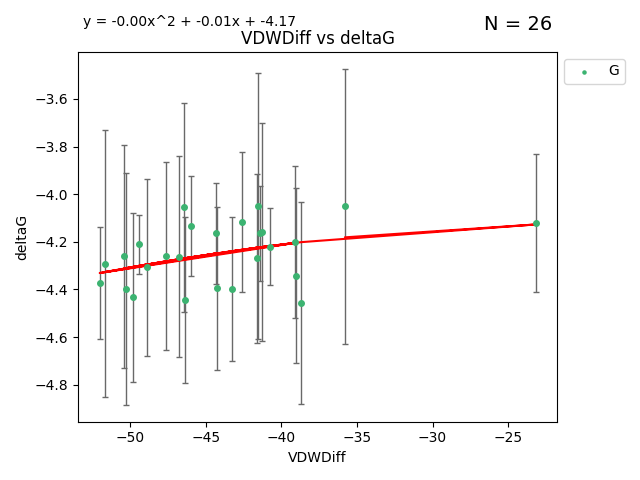 y = -0.00x^2 + -0.01x + -4.17
N = 26
VDWDiff vs deltaG
G
−3.6
−3.8
−4.0
−4.2
−4.4
−4.6
−4.8
deltaG
−50
−45
−40
−35
−30
−25
VDWDiff